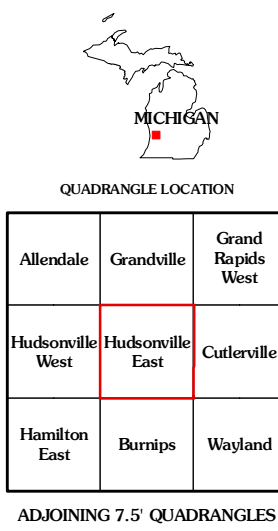 MICHIGAN
QUADRANGLE LOCATION
Allendale
Grandville
Grand
Rapids
West
Hudsonville
West
Hudsonville
East
Cutlerville
Hamilton
East
Burnips
Wayland
ADJOINING 7.5' QUADRANGLES